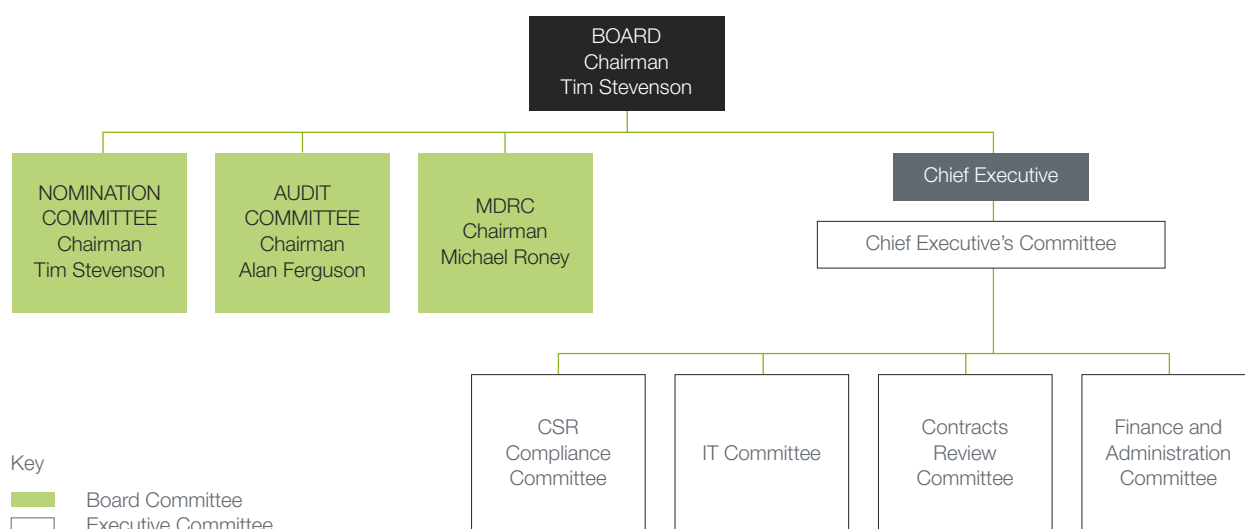 BOARD
Chairman
Tim Stevenson
NOMINATION
COMMITTEE
Chairman
Tim Stevenson
AUDIT
COMMITTEE
Chairman
Alan Ferguson
MDRC
Chairman
Michael Roney
Chief Executive
Chief Executive's Committee
CSR
Compliance
Committee
IT Committee
Contracts
Review
Committee
Finance and
Administration
Committee
Key
Board Committee
Executive Committee